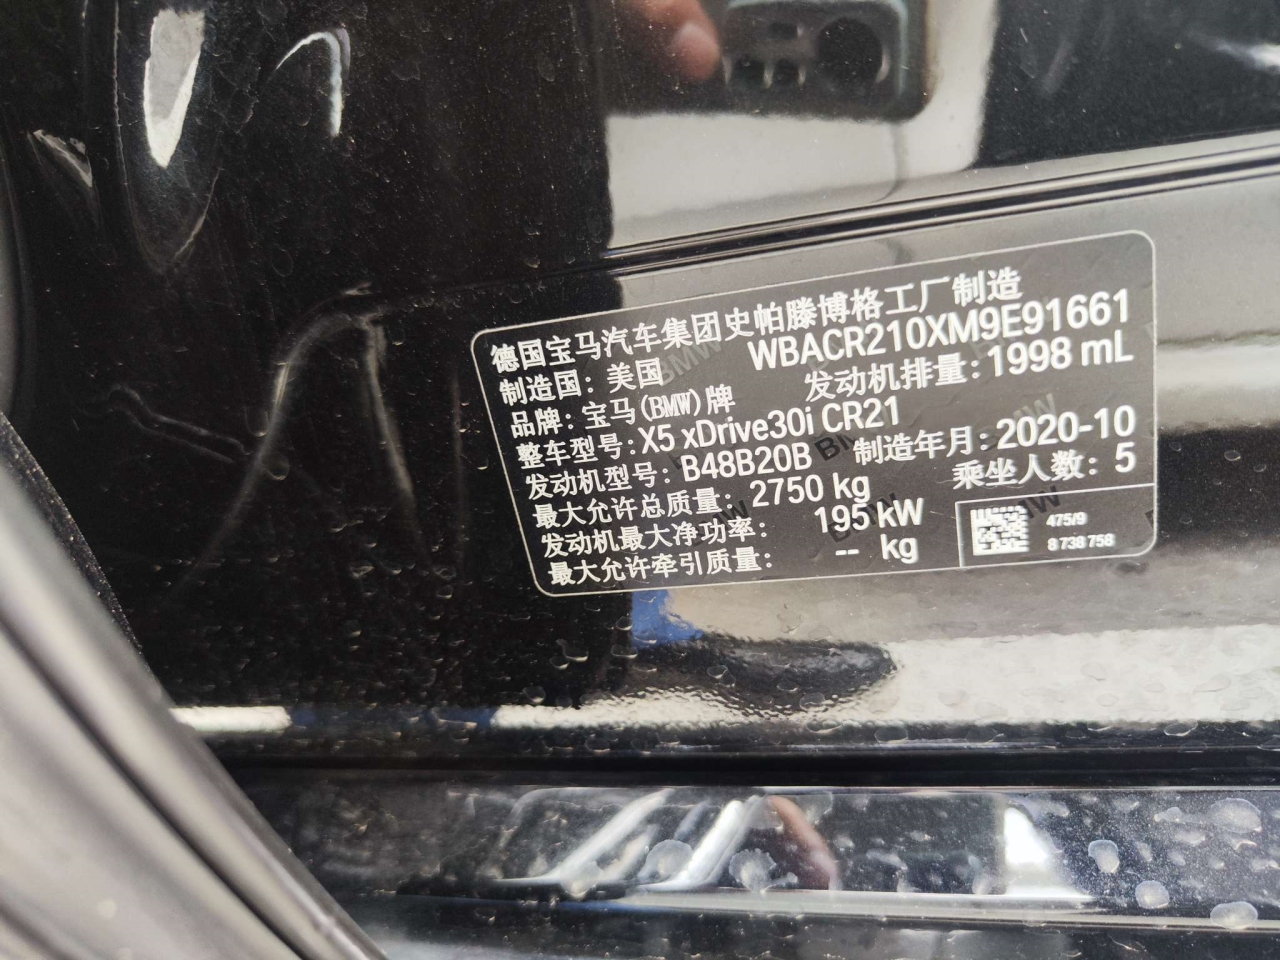 德国宝马汽车集团史帕滕博格工厂制造
制造国: 美国 WBACR210XM9E91661
品牌: 宝马(BMW)牌 发动机排量: 1998 mL
整车型号: X5 xDrive30i CR21
发动机型号: B48B20B 制造年月: 2020-10
最大允许总质量: 2750 kg 乘坐人数: 5
发动机最大净功率: 195 kW
最大允许牵引质量: -- kg
475/9
8 738 758